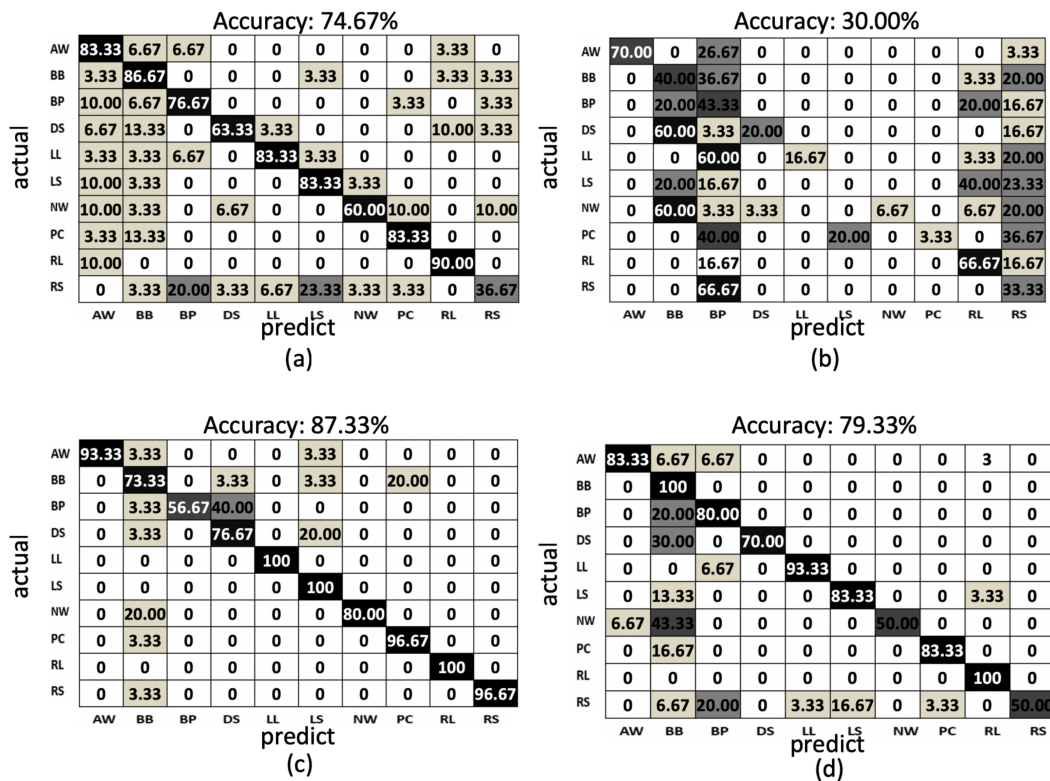 Accuracy: 74.67%
AW 83.33 6.67 6.67 0 0 0 0 0 3.33 0
BB 3.33 86.67 0 0 0 3.33 0 0 3.33 3.33
BP 10.00 6.67 76.67 0 0 0 0 3.33 0 3.33
DS 6.67 13.33 0 63.33 3.33 0 0 0 10.00 3.33
LL 3.33 3.33 6.67 0 83.33 3.33 0 0 0 0
LS 10.00 3.33 0 0 0 83.33 3.33 0 0 0
NW 10.00 3.33 0 6.67 0 0 60.00 10.00 0 10.00
PC 3.33 13.33 0 0 0 0 0 83.33 0 0
RL 10.00 0 0 0 0 0 0 0 90.00 0
RS 0 3.33 20.00 3.33 6.67 23.33 3.33 3.33 0 36.67
AW BB BP DS LL LS NW PC RL RS
actual
predict
(a)
Accuracy: 30.00%
AW 70.00 0 26.67 0 0 0 0 0 0 3.33
BB 0 40.00 36.67 0 0 0 0 0 3.33 20.00
BP 0 20.00 43.33 0 0 0 0 0 20.00 16.67
DS 0 60.00 3.33 20.00 0 0 0 0 0 16.67
LL 0 0 60.00 0 16.67 0 0 0 3.33 20.00
LS 0 20.00 16.67 0 0 0 0 0 40.00 23.33
NW 0 60.00 3.33 3.33 0 0 6.67 0 6.67 20.00
PC 0 0 40.00 0 0 20.00 0 3.33 0 36.67
RL 0 0 16.67 0 0 0 0 0 66.67 16.67
RS 0 0 66.67 0 0 0 0 0 0 33.33
AW BB BP DS LL LS NW PC RL RS
actual
predict
(b)
Accuracy: 87.33%
AW 93.33 3.33 0 0 0 3.33 0 0 0 0
BB 0 73.33 0 3.33 0 3.33 0 20.00 0 0
BP 0 3.33 56.67 40.00 0 0 0 0 0 0
DS 0 3.33 0 76.67 0 20.00 0 0 0 0
LL 0 0 0 0 100 0 0 0 0 0
LS 0 0 0 0 0 100 0 0 0 0
NW 0 20.00 0 0 0 0 80.00 0 0 0
PC 0 3.33 0 0 0 0 0 96.67 0 0
RL 0 0 0 0 0 0 0 0 100 0
RS 0 3.33 0 0 0 0 0 0 0 96.67
AW BB BP DS LL LS NW PC RL RS
actual
predict
(c)
Accuracy: 79.33%
AW 83.33 6.67 6.67 0 0 0 0 0 3 0
BB 0 100 0 0 0 0 0 0 0 0
BP 0 20.00 80.00 0 0 0 0 0 0 0
DS 0 30.00 0 70.00 0 0 0 0 0 0
LL 0 0 6.67 0 93.33 0 0 0 0 0
LS 0 13.33 0 0 0 83.33 0 0 3.33 0
NW 6.67 43.33 0 0 0 0 50.00 0 0 0
PC 0 16.67 0 0 0 0 0 83.33 0 0
RL 0 0 0 0 0 0 0 0 100 0
RS 0 6.67 20.00 0 3.33 16.67 0 3.33 0 50.00
AW BB BP DS LL LS NW PC RL RS
actual
predict
(d)